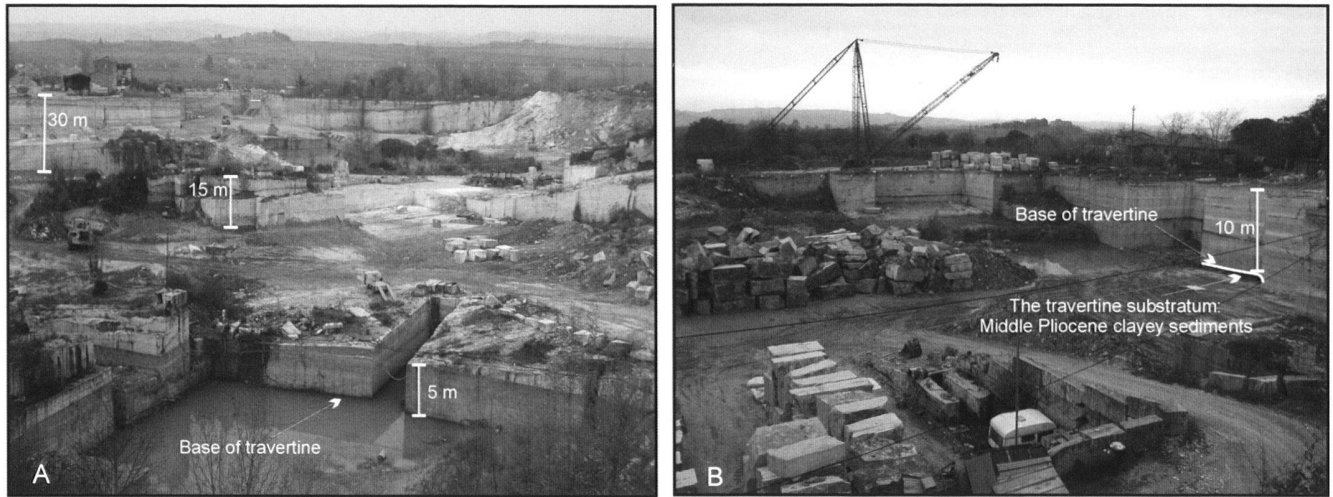 30 m
15 m
5 m
Base of travertine
A
Base of travertine
10 m
The travertine substratum:
Middle Pliocene clayey sediments
B